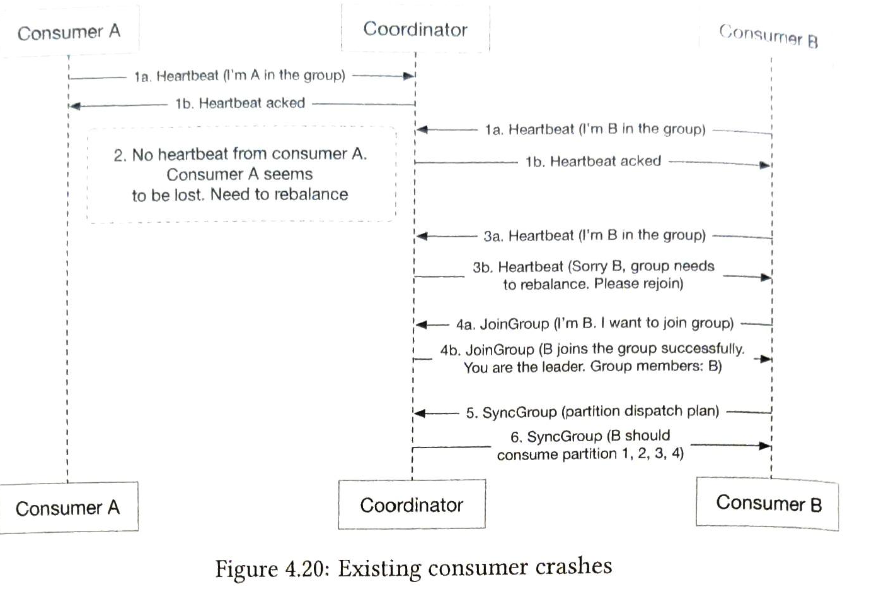 Consumer A
Coordinator
Consumer B
1a. Heartbeat (I'm A in the group)
1b. Heartbeat acked
1a. Heartbeat (I'm B in the group)
2. No heartbeat from consumer A.
Consumer A seems
to be lost. Need to rebalance
1b. Heartbeat acked
3a. Heartbeat (I'm B in the group)
3b. Heartbeat (Sorry B, group needs
to rebalance. Please rejoin)
4a. JoinGroup (I'm B. I want to join group)
4b. JoinGroup (B joins the group successfully.
You are the leader. Group members: B)
5. SyncGroup (partition dispatch plan)
6. SyncGroup (B should
consume partition 1, 2, 3, 4)
Consumer A
Coordinator
Consumer B
Figure 4.20: Existing consumer crashes